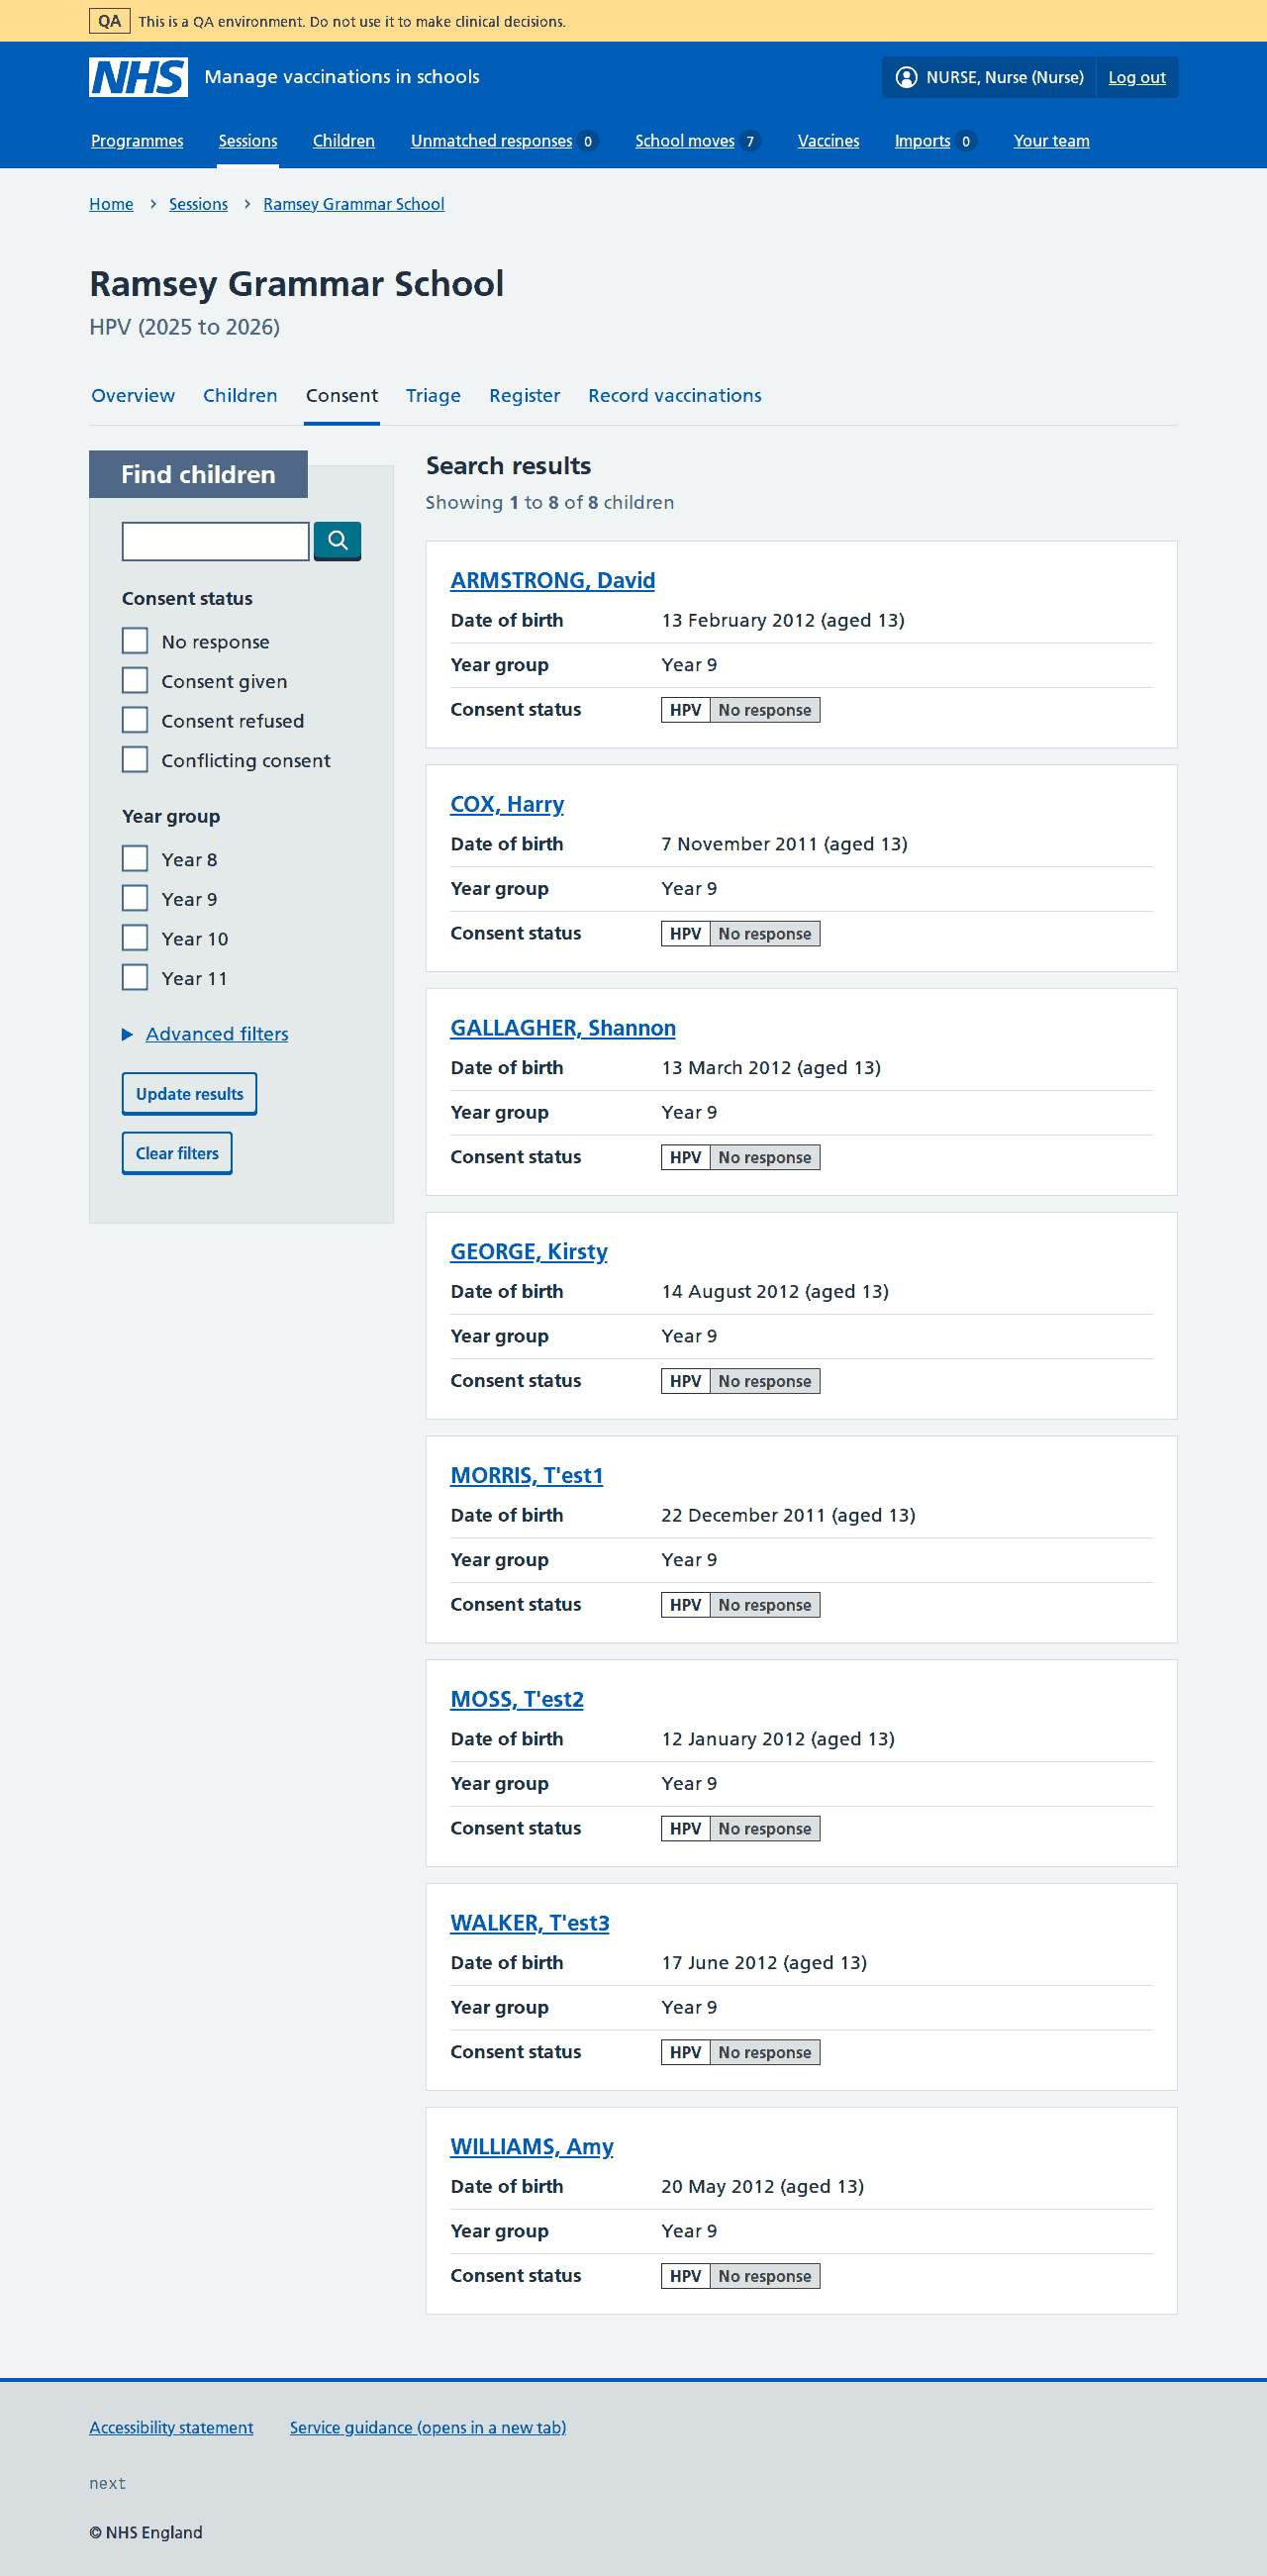 QA This is a QA environment. Do not use it to make clinical decisions.
NHS Manage vaccinations in schools NURSE, Nurse (Nurse) Log out
Programmes Sessions Children Unmatched responses 0 School moves 7 Vaccines Imports 0 Your team
Home > Sessions > Ramsey Grammar School
Ramsey Grammar School
HPV (2025 to 2026)
Overview Children Consent Triage Register Record vaccinations
Find children
Consent status
No response
Consent given
Consent refused
Conflicting consent
Year group
Year 8
Year 9
Year 10
Year 11
Advanced filters
Update results
Clear filters
Search results
Showing 1 to 8 of 8 children
ARMSTRONG, David
Date of birth 13 February 2012 (aged 13)
Year group Year 9
Consent status HPV No response
COX, Harry
Date of birth 7 November 2011 (aged 13)
Year group Year 9
Consent status HPV No response
GALLAGHER, Shannon
Date of birth 13 March 2012 (aged 13)
Year group Year 9
Consent status HPV No response
GEORGE, Kirsty
Date of birth 14 August 2012 (aged 13)
Year group Year 9
Consent status HPV No response
MORRIS, T'est1
Date of birth 22 December 2011 (aged 13)
Year group Year 9
Consent status HPV No response
MOSS, T'est2
Date of birth 12 January 2012 (aged 13)
Year group Year 9
Consent status HPV No response
WALKER, T'est3
Date of birth 17 June 2012 (aged 13)
Year group Year 9
Consent status HPV No response
WILLIAMS, Amy
Date of birth 20 May 2012 (aged 13)
Year group Year 9
Consent status HPV No response
Accessibility statement Service guidance (opens in a new tab)
next
© NHS England